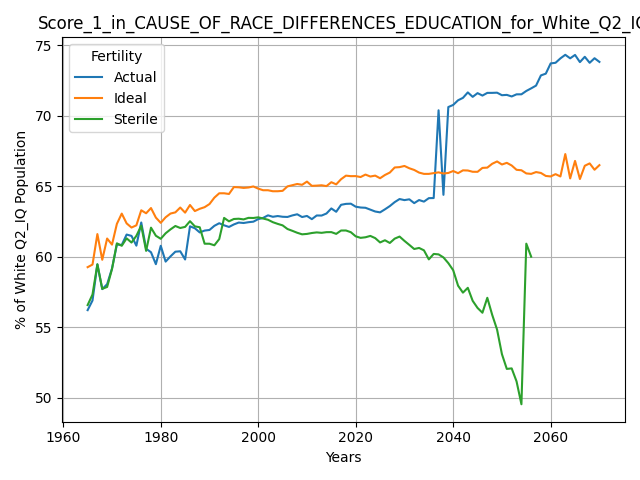 Score_1_in_CAUSE_OF_RACE_DIFFERENCES_EDUCATION_for_White_Q2_IQ
Fertility
Actual
Ideal
Sterile
% of White Q2_IQ Population
75
70
65
60
55
50
1960
1980
2000
2020
2040
2060
Years